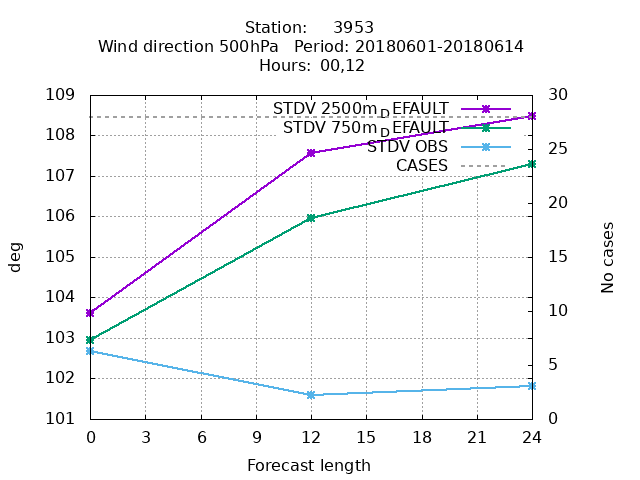 Station: 3953
Wind direction 500hPa Period: 20180601-20180614
Hours: 00,12
STDV 2500m_DEFAULT
STDV 750m_DEFAULT
STDV OBS
CASES
109
108
107
106
105
104
103
102
101
30
25
20
15
10
5
0
0 3 6 9 12 15 18 21 24
deg
No cases
Forecast length